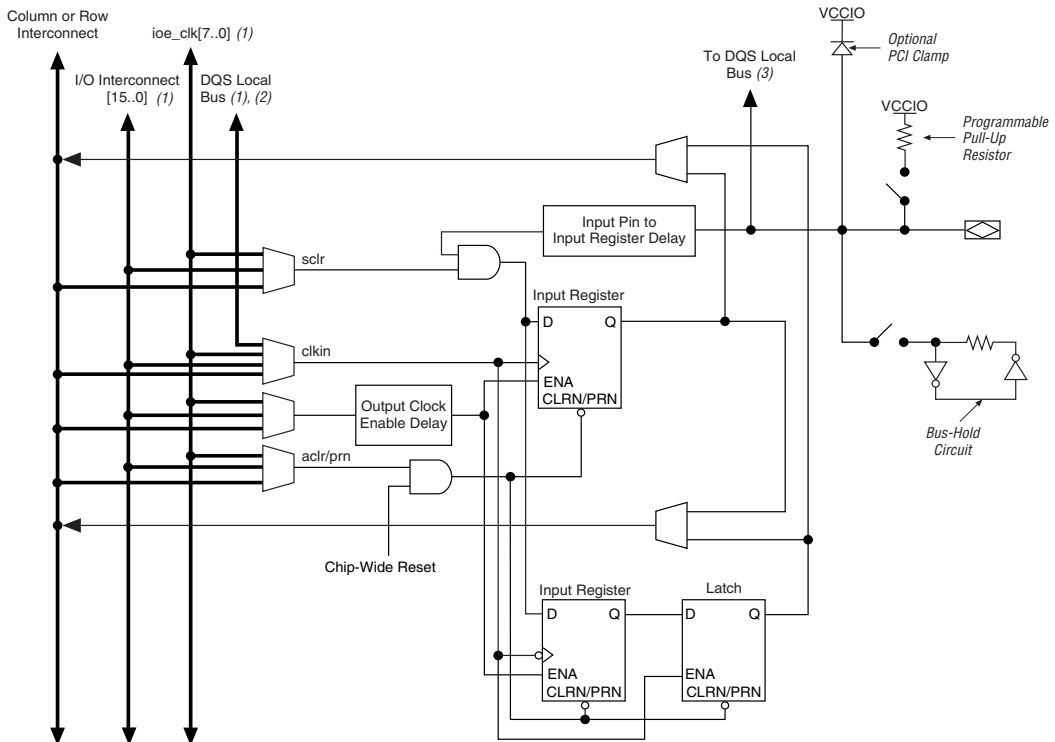 Column or Row
Interconnect
ioe_clk[7..0] (1)
I/O Interconnect
[15..0] (1)
DQS Local
Bus (1), (2)
To DQS Local
Bus (3)
VCCIO
Optional
PCI Clamp
VCCIO
Programmable
Pull-Up
Resistor
Input Pin to
Input Register Delay
sclr
Input Register
D Q
clkin
ENA
CLRN/PRN
Output Clock
Enable Delay
aclr/prn
Bus-Hold
Circuit
Chip-Wide Reset
Input Register
D Q
ENA
CLRN/PRN
Latch
D Q
ENA
CLRN/PRN